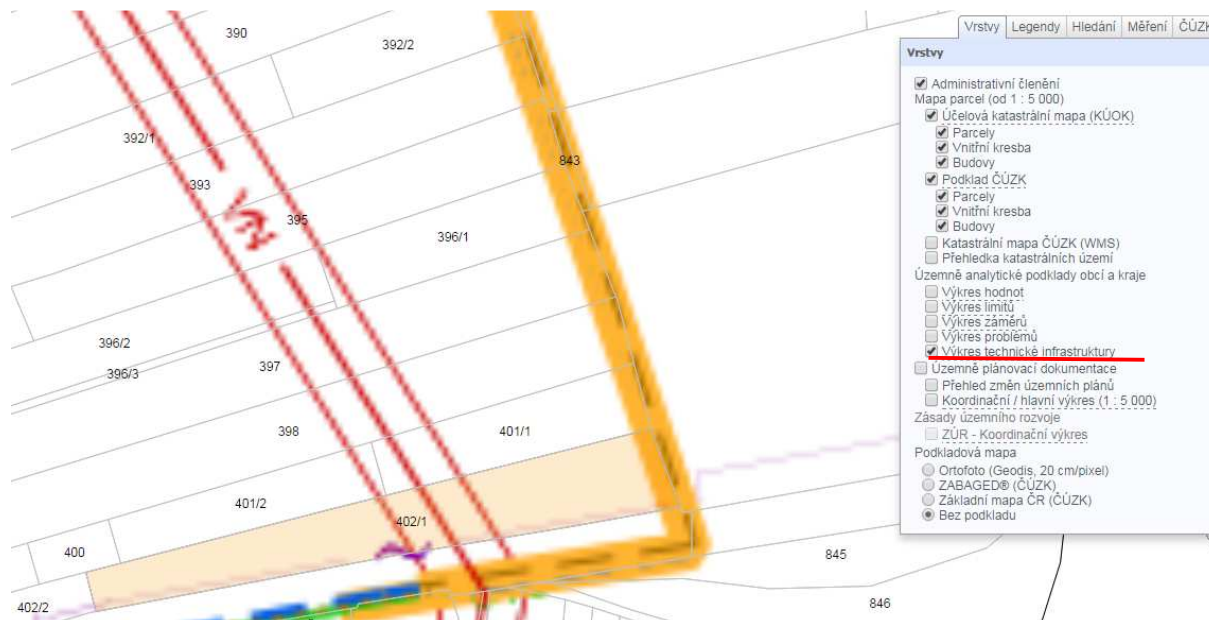 390
392/2
392/1
843
393
VN
395
396/1
396/2
396/3
397
398
401/1
401/2
402/1
400
845
402/2
846
Vrstvy Legendy Hledání Měření ČÚZK
Vrstvy
Administrativní členění
Mapa parcel (od 1 : 5 000)
Účelová katastrální mapa (KÚOK)
Parcely
Vnitřní kresba
Budovy
Podklad ČÚZK
Parcely
Vnitřní kresba
Budovy
Katastrální mapa ČÚZK (WMS)
Přehledka katastrálních území
Územně analytické podklady obcí a kraje
Výkres hodnot
Výkres limitů
Výkres záměrů
Výkres problémů
Výkres technické infrastruktury
Územně plánovací dokumentace
Přehled změn územních plánů
Koordinační / hlavní výkres (1 : 5 000)
Zásady územního rozvoje
ZÚR - Koordinační výkres
Podkladová mapa
Ortofoto (Geodis, 20 cm/pixel)
ZABAGED® (ČÚZK)
Základní mapa ČR (ČÚZK)
Bez podkladu